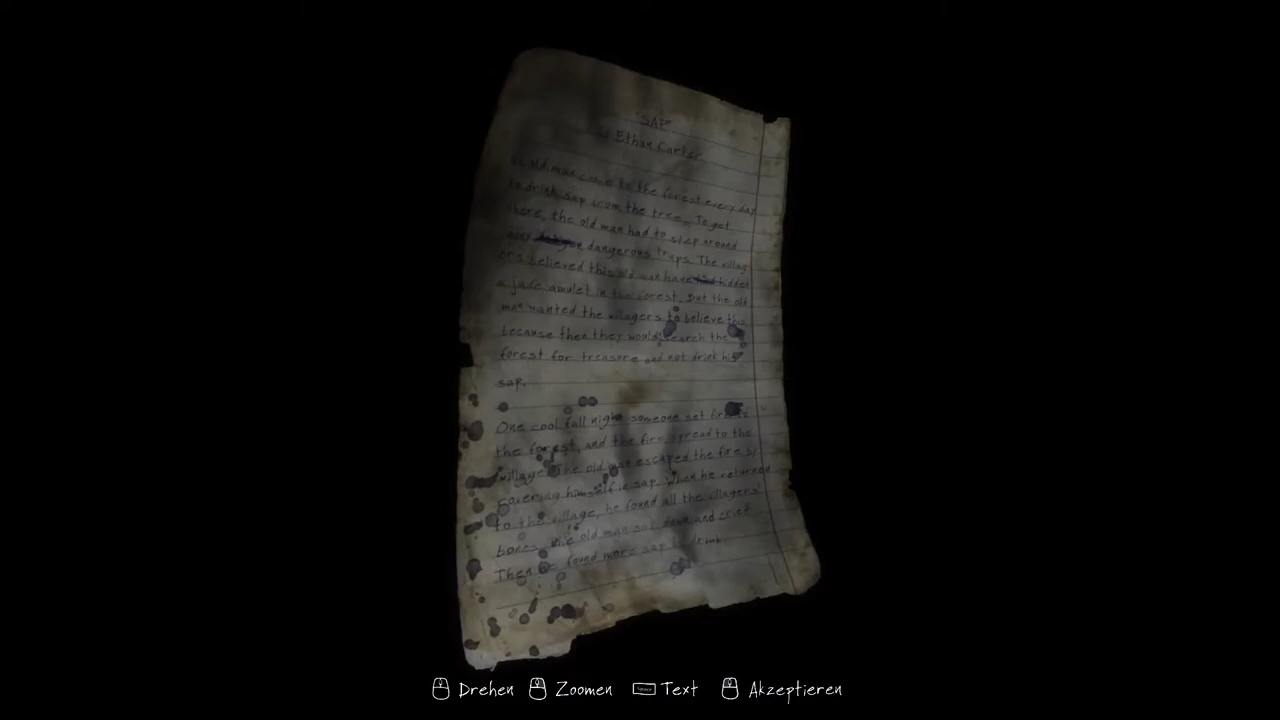 "SAP"
by Ethan Carter
An old man came to the forest every day
to drink sap from the tree. To get
there, the old man had to step around
very dangerous traps. The villag
ers believed this old man have hidden
a jade amulet in the forest. But the old
man wanted the villagers to believe this
because then they would search the
forest for treasure and not drink his
sap.
One cool fall night someone set fire to
the forest, and the fire spread to the
village. The old man escaped the fire by
covering himself in sap. When he returned
to the village, he found all the villagers'
bones. The old man sat down and cried.
Then he found more sap to drink.
Drehen Zoomen Text Akzeptieren